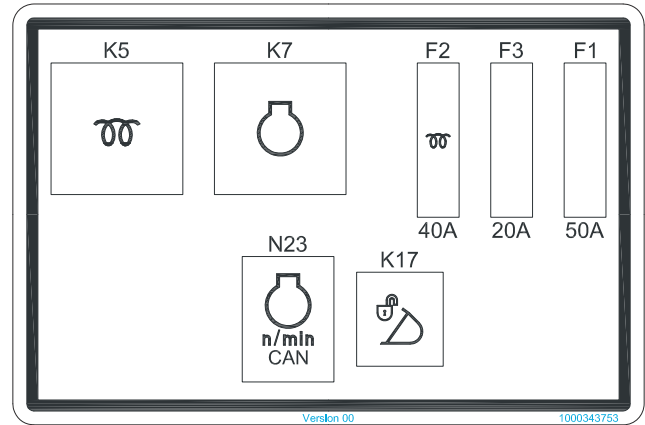 K5 K7 F2 F3 F1
40A 20A 50A
N23
K17
n/min
CAN
Version 00 1000343753